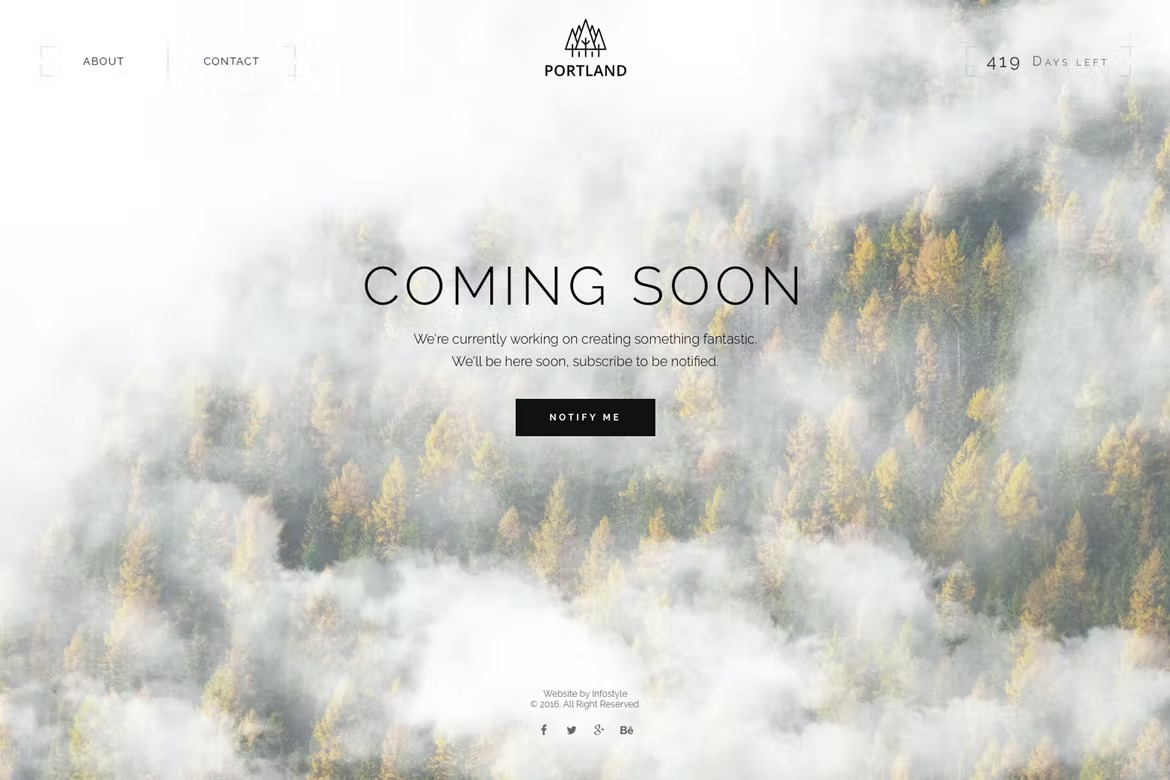 ABOUT
CONTACT
PORTLAND
419 DAYS LEFT
COMING SOON
We're currently working on creating something fantastic.
We'll be here soon, subscribe to be notified.
NOTIFY ME
Website by Infostyle
© 2016. All Right Reserved.
f g+ Bē